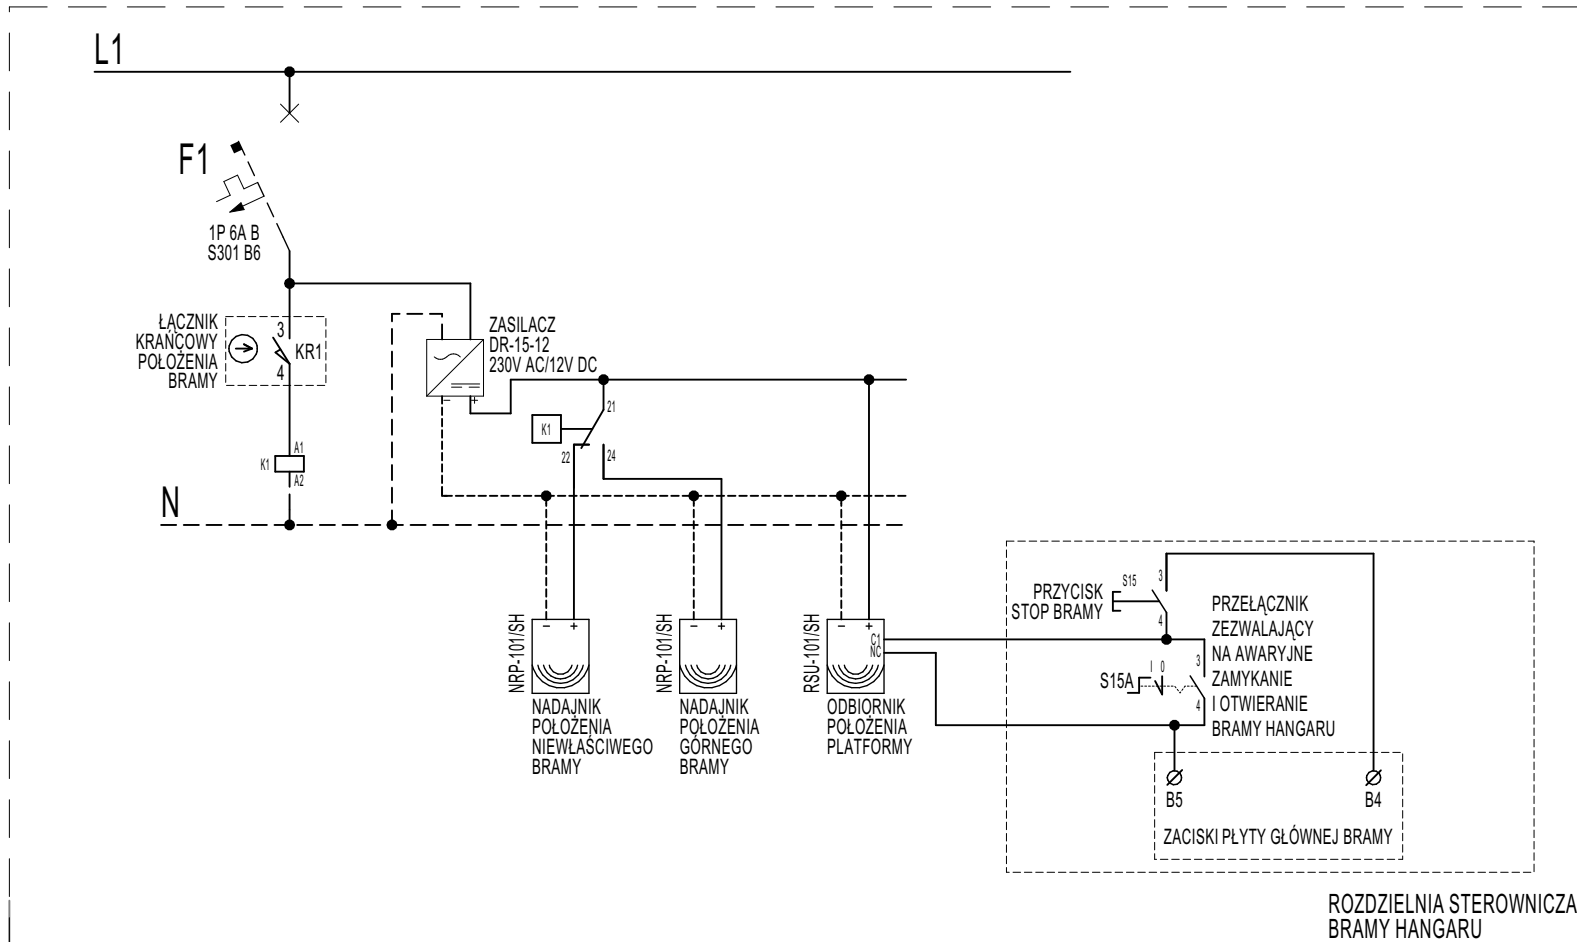 L1
F1
1P 6A B
S301 B6
ŁĄCZNIK
KRAŃCOWY
POŁOŻENIA
BRAMY
3
KR1
4
ZASILACZ
DR-15-12
230V AC/12V DC
- +
K1
21
22
24
K1
A1
A2
N
NRP-101/SH
- +
NADAJNIK
POŁOŻENIA
NIEWŁAŚCIWEGO
BRAMY
NRP-101/SH
- +
NADAJNIK
POŁOŻENIA
GÓRNEGO
BRAMY
RSU-101/SH
- +
C1
NC
ODBIORNIK
POŁOŻENIA
PLATFORMY
PRZYCISK
STOP BRAMY
S15
3
4
PRZEŁĄCZNIK
ZEZWALAJĄCY
NA AWARYJNE
ZAMYKANIE
I OTWIERANIE
BRAMY HANGARU
S15A
I 0
3
4
B5
B4
ZACISKI PŁYTY GŁÓWNEJ BRAMY
ROZDZIELNIA STEROWNICZA
BRAMY HANGARU